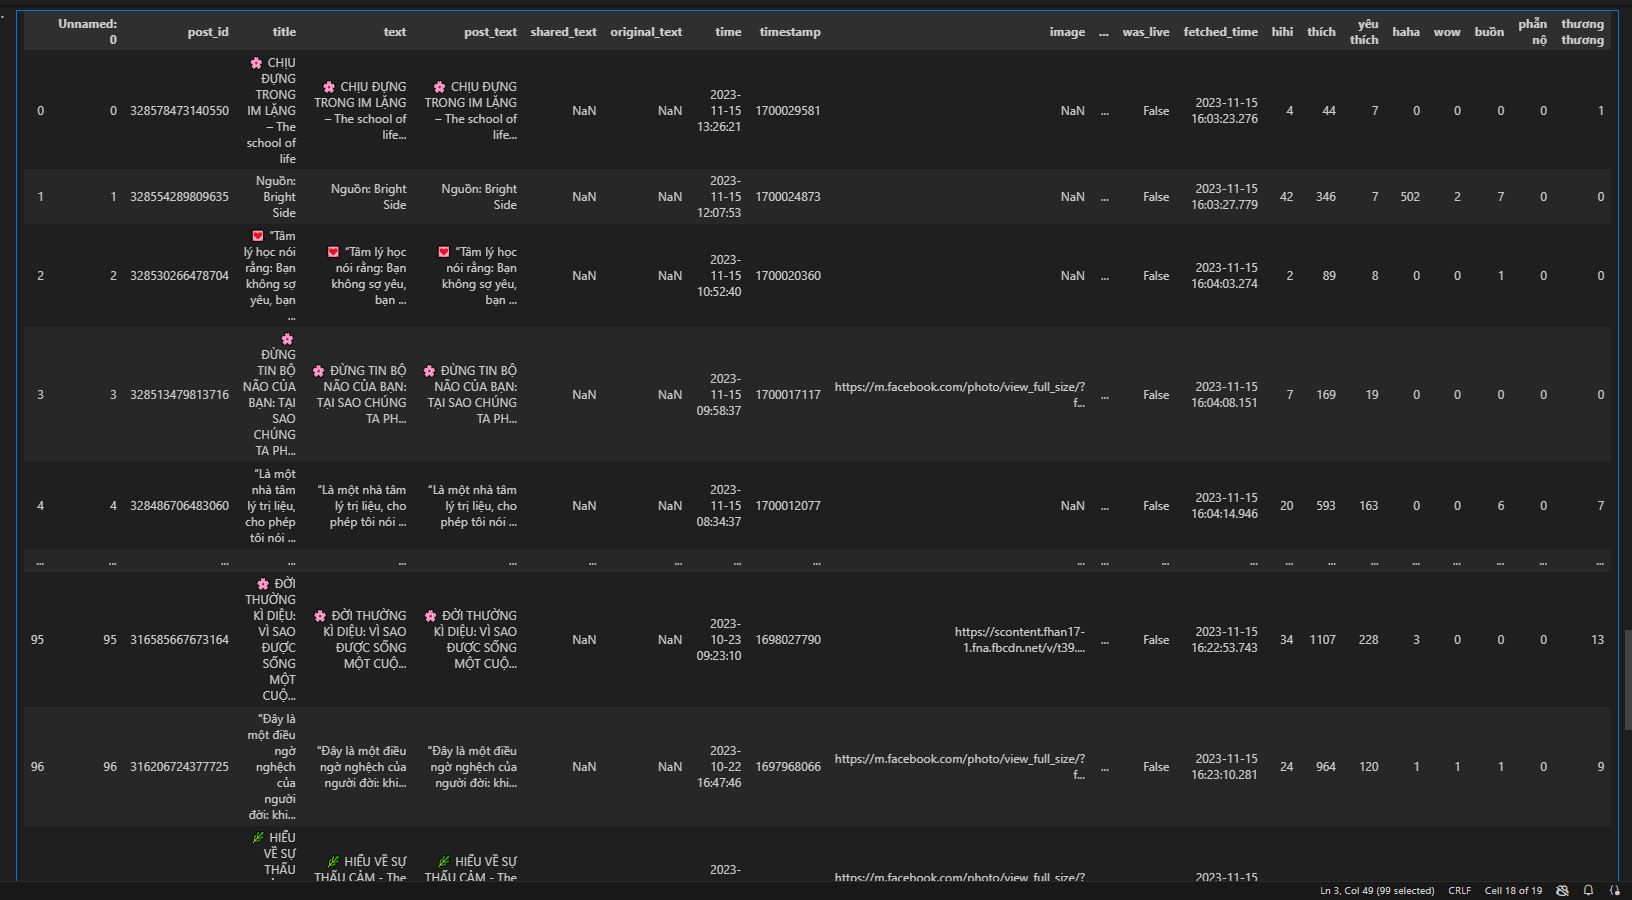 Unnamed: 0 post_id title text post_text shared_text original_text time timestamp image ... was_live fetched_time hihi thích yêu thích haha wow buồn phẫn nộ thương thương
0 0 328578473140550 🌸 CHỊU ĐỰNG TRONG IM LẶNG – The school of life 🌸 CHỊU ĐỰNG TRONG IM LẶNG – The school of life... 🌸 CHỊU ĐỰNG TRONG IM LẶNG – The school of life... NaN NaN 2023-11-15 13:26:21 1700029581 NaN ... False 2023-11-15 16:03:23.276 4 44 7 0 0 0 0 1
1 1 328554289809635 Nguồn: Bright Side Nguồn: Bright Side Nguồn: Bright Side NaN NaN 2023-11-15 12:07:53 1700024873 NaN ... False 2023-11-15 16:03:27.779 42 346 7 502 2 7 0 0
2 2 328530266478704 💟 “Tâm lý học nói rằng: Bạn không sợ yêu, bạn ... 💟 “Tâm lý học nói rằng: Bạn không sợ yêu, bạn ... 💟 “Tâm lý học nói rằng: Bạn không sợ yêu, bạn ... NaN NaN 2023-11-15 10:52:40 1700020360 NaN ... False 2023-11-15 16:04:03.274 2 89 8 0 0 1 0 0
3 3 328513479813716 🌸 ĐỪNG TIN BỘ NÃO CỦA BẠN: TẠI SAO CHÚNG TA PH... 🌸 ĐỪNG TIN BỘ NÃO CỦA BẠN: TẠI SAO CHÚNG TA PH... 🌸 ĐỪNG TIN BỘ NÃO CỦA BẠN: TẠI SAO CHÚNG TA PH... NaN NaN 2023-11-15 09:58:37 1700017117 https://m.facebook.com/photo/view_full_size/?f... ... False 2023-11-15 16:04:08.151 7 169 19 0 0 0 0 0
4 4 328486706483060 “Là một nhà tâm lý trị liệu, cho phép tôi nói ... “Là một nhà tâm lý trị liệu, cho phép tôi nói ... “Là một nhà tâm lý trị liệu, cho phép tôi nói ... NaN NaN 2023-11-15 08:34:37 1700012077 NaN ... False 2023-11-15 16:04:14.946 20 593 163 0 0 6 0 7
... ... ... ... ... ... ... ... ... ... ... ... ... ... ... ... ... ... ... ... ... ...
95 95 316585667673164 🌸 ĐỜI THƯỜNG KÌ DIỆU: VÌ SAO ĐƯỢC SỐNG MỘT CUỘ... 🌸 ĐỜI THƯỜNG KÌ DIỆU: VÌ SAO ĐƯỢC SỐNG MỘT CUỘ... 🌸 ĐỜI THƯỜNG KÌ DIỆU: VÌ SAO ĐƯỢC SỐNG MỘT CUỘ... NaN NaN 2023-10-23 09:23:10 1698027790 https://scontent.fhan17-1.fna.fbcdn.net/v/t39.... ... False 2023-11-15 16:22:53.743 34 1107 228 3 0 0 0 13
96 96 316206724377725 "Đây là một điều ngờ nghệch của người đời: khi... "Đây là một điều ngờ nghệch của người đời: khi... "Đây là một điều ngờ nghệch của người đời: khi... NaN NaN 2023-10-22 16:47:46 1697968066 https://m.facebook.com/photo/view_full_size/?f... ... False 2023-11-15 16:23:10.281 24 964 120 1 1 1 0 9
🌿 HIỂU VỀ SỰ THẤU 🌿 HIỂU VỀ SỰ THẤU CẢM - The 🌿 HIỂU VỀ SỰ THẤU CẢM - The 2023- https://m.facebook.com/photo/view_full_size/? 2023-11-15
Ln 3, Col 49 (99 selected) CRLF Cell 18 of 19